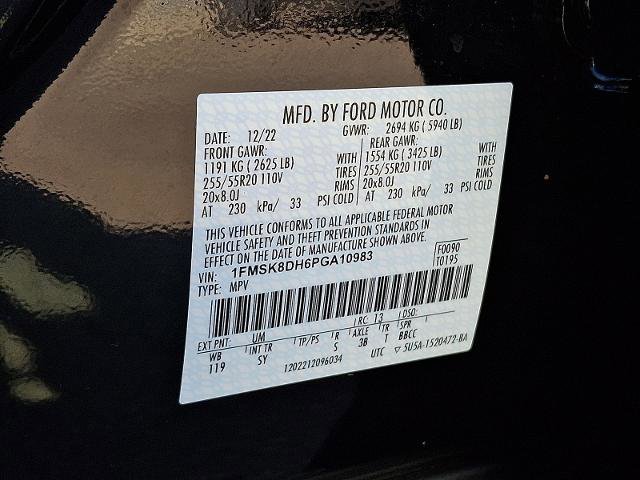 MFD. BY FORD MOTOR CO.
DATE: 12/22 GVWR: 2694 KG ( 5940 LB)
FRONT GAWR: REAR GAWR:
1191 KG ( 2625 LB) WITH 1554 KG ( 3425 LB) WITH
255/55R20 110V TIRES 255/55R20 110V TIRES
20x8.0J RIMS 20x8.0J RIMS
AT 230 kPa/ 33 PSI COLD AT 230 kPa/ 33 PSI COLD
THIS VEHICLE CONFORMS TO ALL APPLICABLE FEDERAL MOTOR
VEHICLE SAFETY AND THEFT PREVENTION STANDARDS IN
EFFECT ON THE DATE OF MANUFACTURE SHOWN ABOVE.
VIN: 1FMSK8DH6PGA10983 F0090
TYPE: MPV T0195
EXT PNT: UM RC: 13 DSO:
WB INT TR TP/PS R AXLE TR SPR
119 SY S 3B T BBCC
1202212096034 UTC ▽ 5U5A-1520472-BA